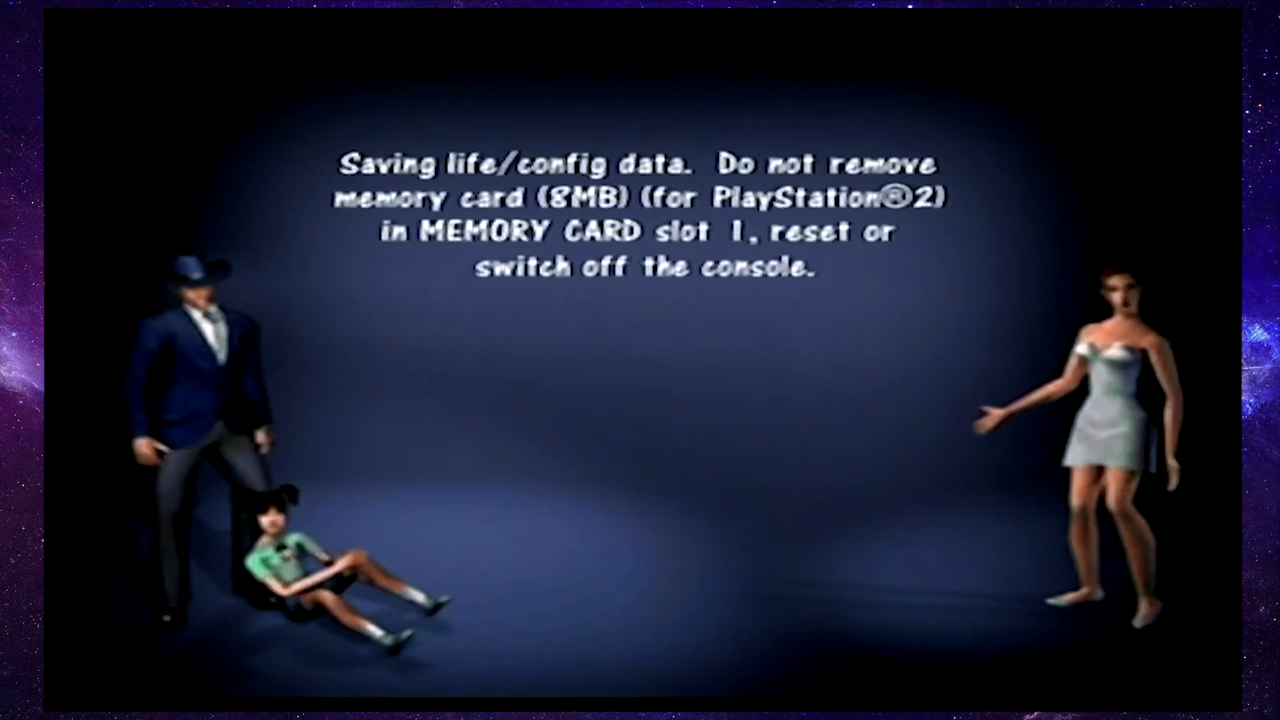 Saving life/config data. Do not remove
memory card (8MB) (for PlayStation®2)
in MEMORY CARD slot 1, reset or
switch off the console.